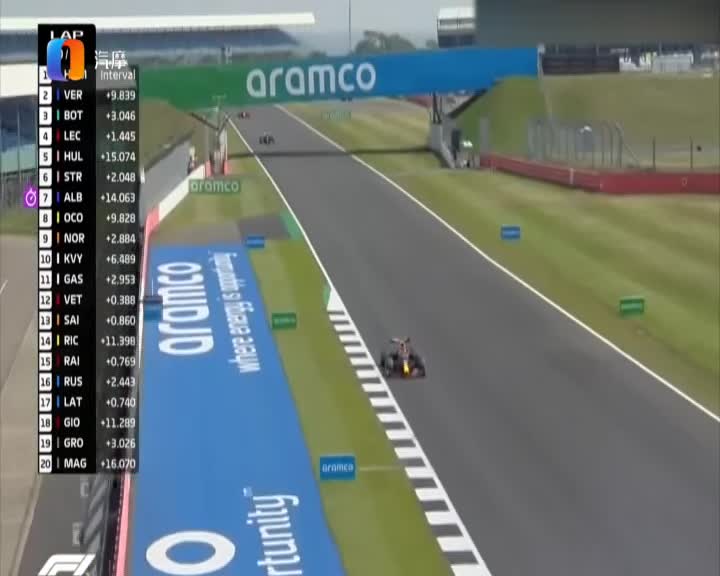 LAP
汽摩
aramco
1 Interval
2 VER +9.839
3 BOT +3.046
4 LEC +1.445
5 HUL +15.074
6 STR +2.048
7 ALB +14.063
8 OCO +9.828
9 NOR +2.884
10 KVY +6.489
11 GAS +2.953
12 VET +0.388
13 SAI +0.860
14 RIC +11.398
15 RAI +0.769
16 RUS +2.443
17 LAT +0.740
18 GIO +11.289
19 GRO +3.026
20 MAG +16.070
aramco
aramco
where energy is opportunity™
aramco
rtunity™
F1